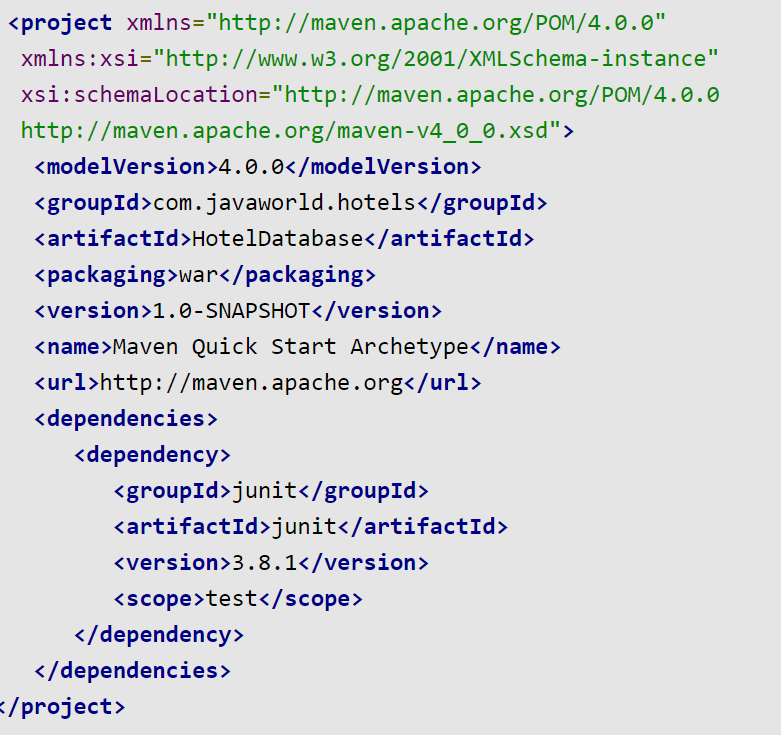 <project xmlns="http://maven.apache.org/POM/4.0.0"
xmlns:xsi="http://www.w3.org/2001/XMLSchema-instance"
xsi:schemaLocation="http://maven.apache.org/POM/4.0.0
http://maven.apache.org/maven-v4_0_0.xsd">
<modelVersion>4.0.0</modelVersion>
<groupId>com.javaworld.hotels</groupId>
<artifactId>HotelDatabase</artifactId>
<packaging>war</packaging>
<version>1.0-SNAPSHOT</version>
<name>Maven Quick Start Archetype</name>
<url>http://maven.apache.org</url>
<dependencies>
<dependency>
<groupId>junit</groupId>
<artifactId>junit</artifactId>
<version>3.8.1</version>
<scope>test</scope>
</dependency>
</dependencies>
</project>